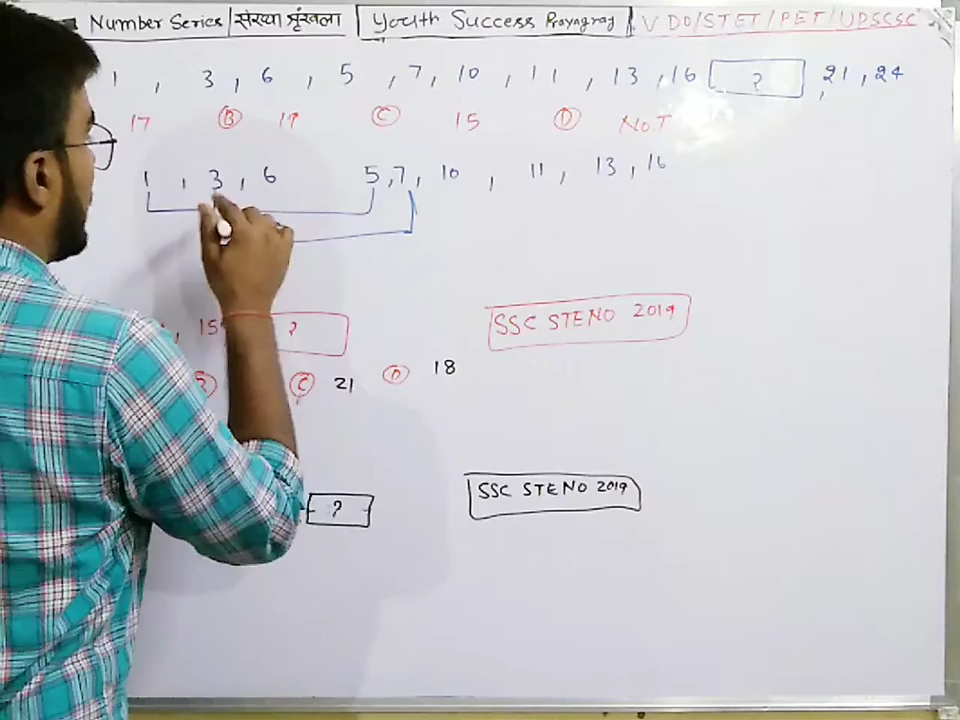 Number Series | संख्या श्रृंखला | Youth Success Prayagraj | VDO/STET/PET/UPSSSC
1 , 3 , 6 , 5 , 7 , 10 , 11 , 13 , 16 ? , 21 , 24
17 B 19 C 15 D NOT
1 , 3 , 6 5 , 7 , 10 , 11 , 13 , 16
, 15 ? SSC STENO 2019
B C 21 D 18
? SSC STENO 2019